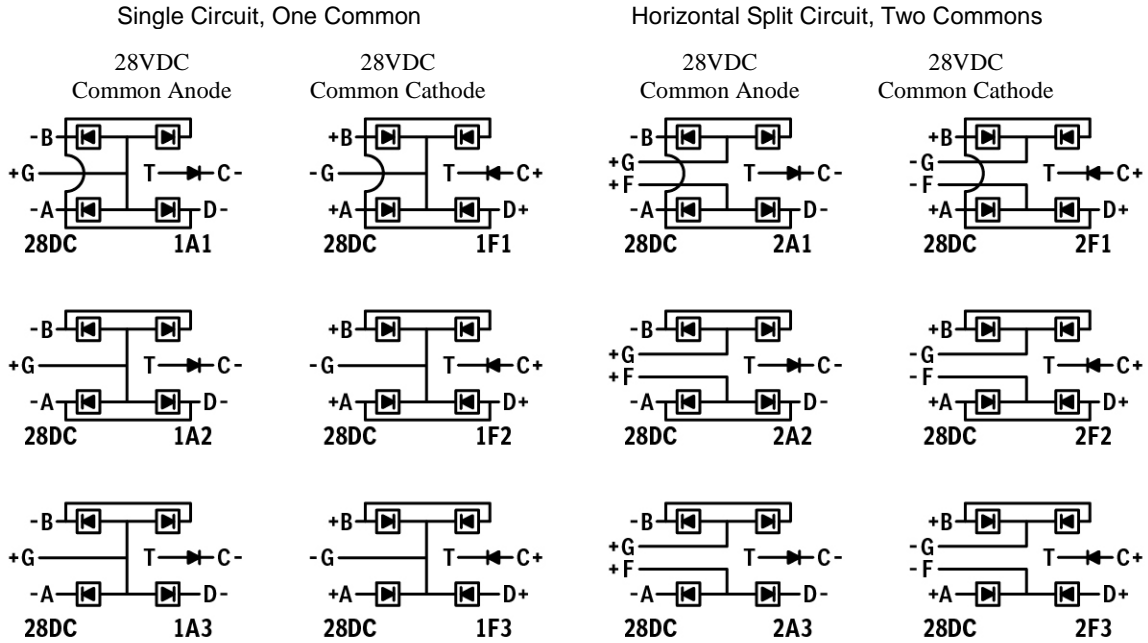 Single Circuit, One Common Horizontal Split Circuit, Two Commons
28VDC 28VDC 28VDC 28VDC
Common Anode Common Cathode Common Anode Common Cathode
-B +B -B +B
+G T C- -G T C+ +G T C- -G T C+
+F -F
-A D- +A D+ -A D- +A D+
28DC 1A1 28DC 1F1 28DC 2A1 28DC 2F1
-B +B -B +B
+G T C- -G T C+ +G T C- -G T C+
+F -F
-A D- +A D+ -A D- +A D+
28DC 1A2 28DC 1F2 28DC 2A2 28DC 2F2
-B +B -B +B
+G T C- -G T C+ +G T C- -G T C+
+F -F
-A D- +A D+ -A D- +A D+
28DC 1A3 28DC 1F3 28DC 2A3 28DC 2F3